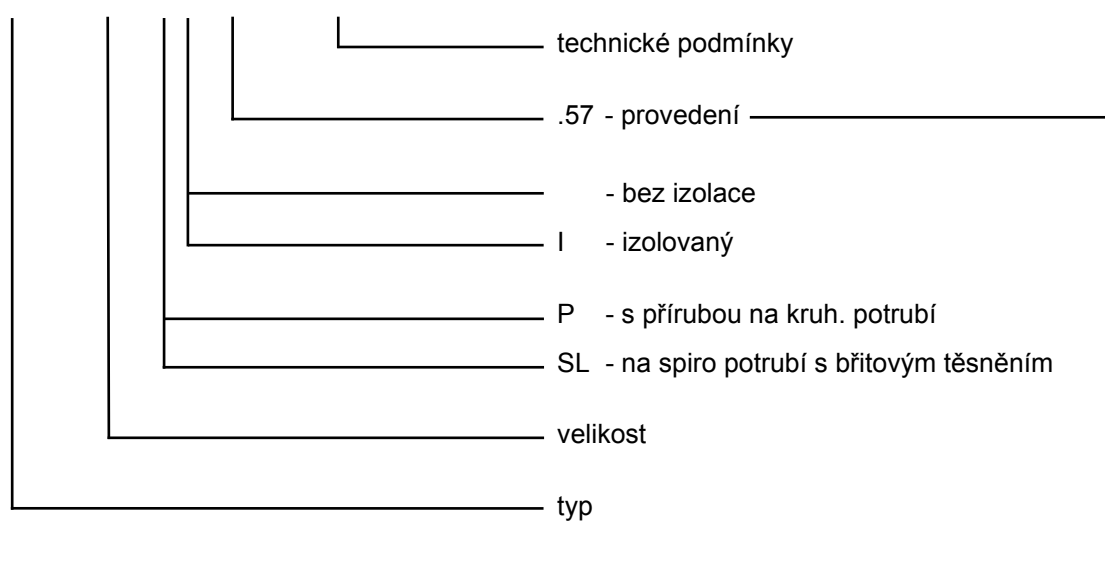 technické podmínky
.57 - provedení
- bez izolace
I - izolovaný
P - s přírubou na kruh. potrubí
SL - na spiro potrubí s břitovým těsněním
velikost
typ